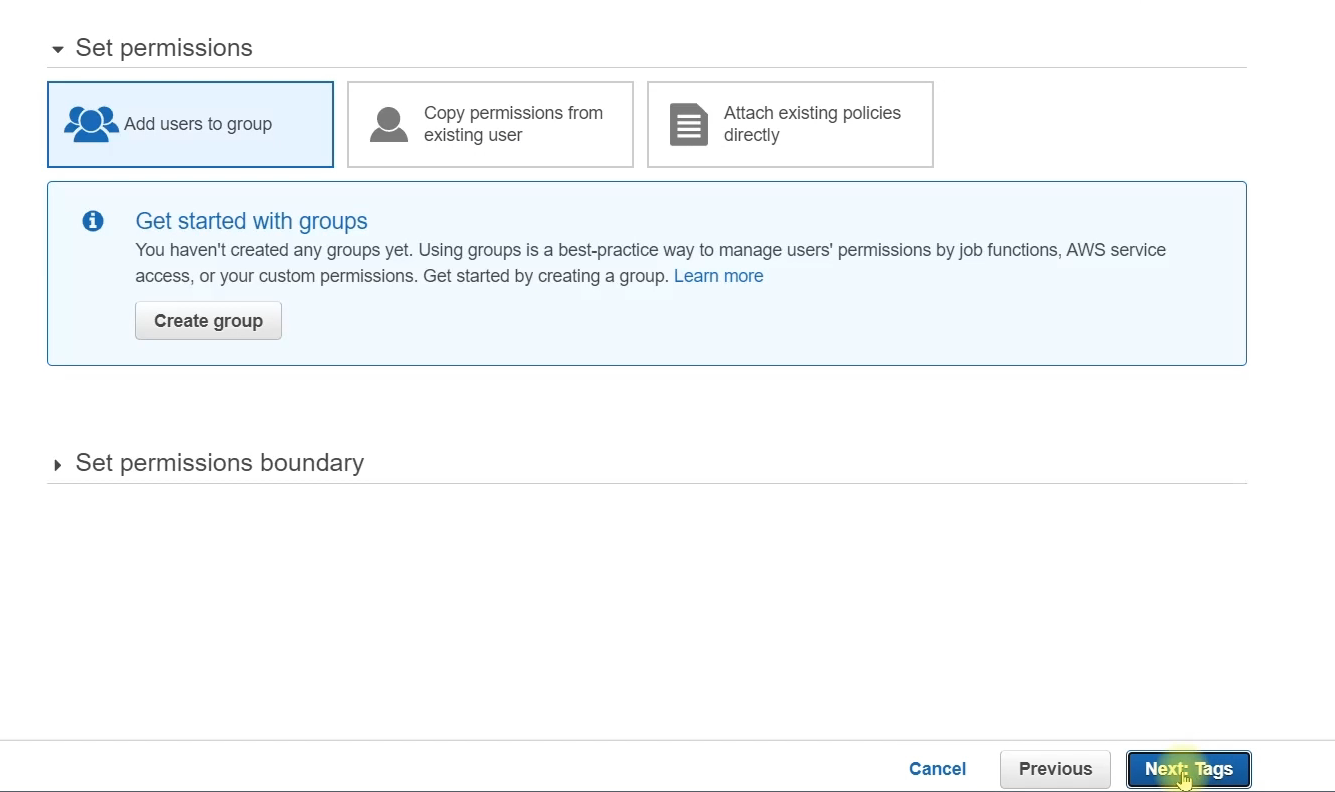 Set permissions
Add users to group
Copy permissions from
existing user
Attach existing policies
directly
Get started with groups
You haven't created any groups yet. Using groups is a best-practice way to manage users' permissions by job functions, AWS service
access, or your custom permissions. Get started by creating a group. Learn more
Create group
Set permissions boundary
Cancel
Previous
Next: Tags